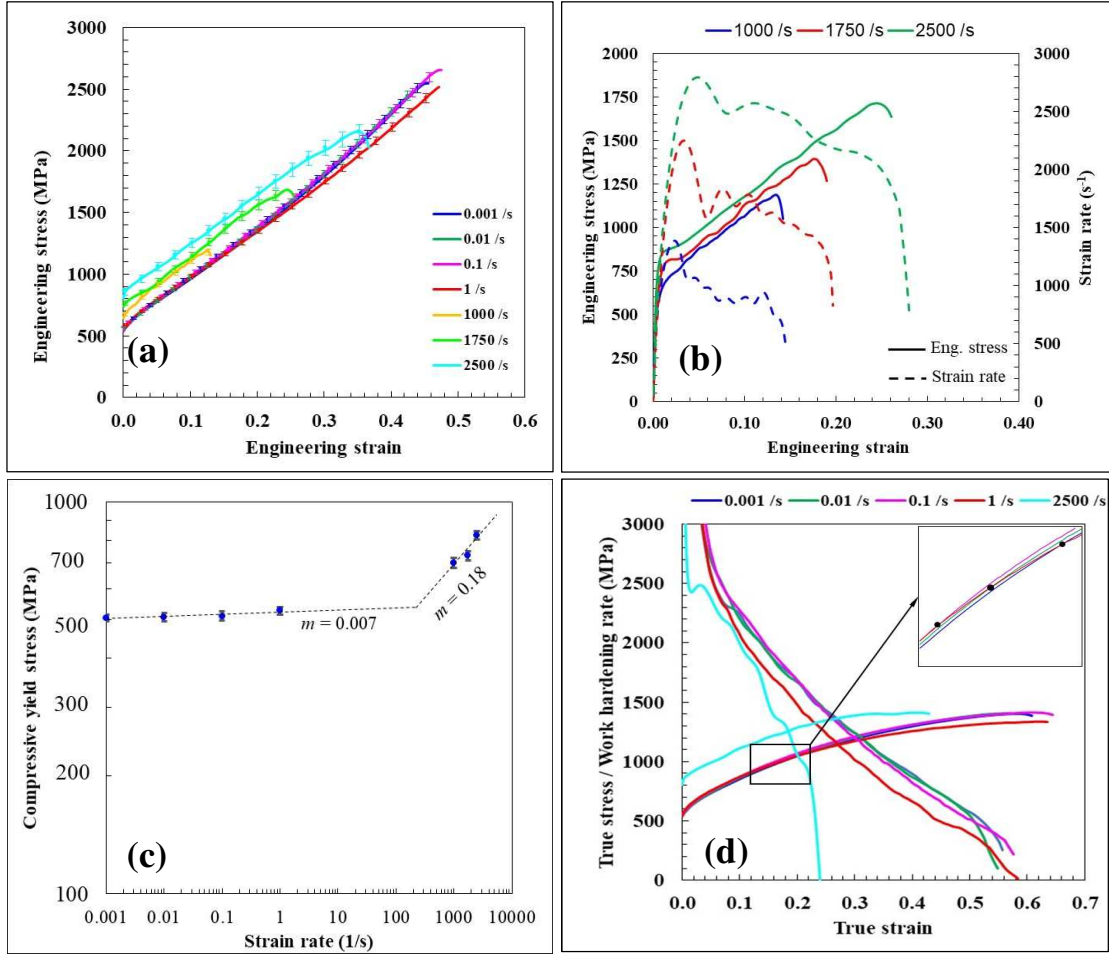 3000
2500
2000
1500
1000
500
0
Engineering stress (MPa)
0.001 /s
0.01 /s
0.1 /s
1 /s
1000 /s
1750 /s
2500 /s
(a)
0.0 0.1 0.2 0.3 0.4 0.5 0.6
Engineering strain
1000 /s 1750 /s 2500 /s
2000
1750
1500
1250
1000
750
500
250
0
Engineering stress (MPa)
3000
2500
2000
1500
1000
500
0
Strain rate (s-1)
Eng. stress
Strain rate
(b)
0.00 0.10 0.20 0.30 0.40
Engineering strain
1000
700
500
300
200
100
Compressive yield stress (MPa)
m = 0.007
m = 0.18
(c)
0.001 0.01 0.1 1 10 100 1000 10000
Strain rate (1/s)
0.001 /s 0.01 /s 0.1 /s 1 /s 2500 /s
3000
2500
2000
1500
1000
500
0
True stress / Work hardening rate (MPa)
(d)
0.0 0.1 0.2 0.3 0.4 0.5 0.6 0.7
True strain